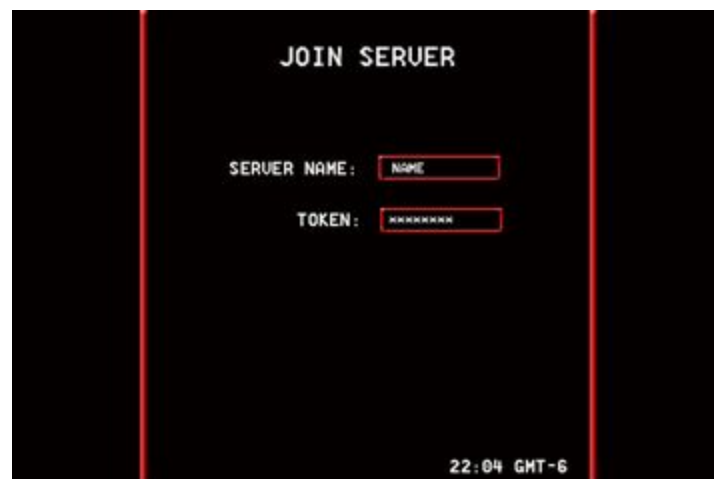 JOIN SERVER
SERVER NAME: NAME
TOKEN: ××××××××
22:04 GMT-6